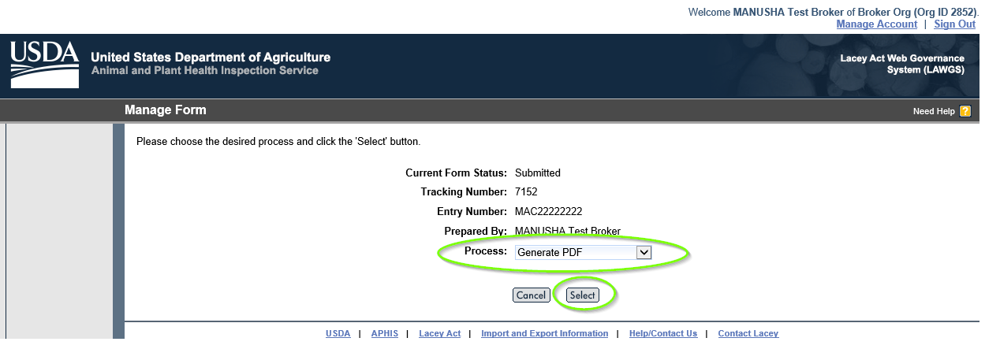 Welcome MANUSHA Test Broker of Broker Org (Org ID 2852).
Manage Account | Sign Out
USDA
United States Department of Agriculture
Animal and Plant Health Inspection Service
Lacey Act Web Governance
System (LAWGS)
Manage Form
Need Help ?
Please choose the desired process and click the 'Select' button.
Current Form Status: Submitted
Tracking Number: 7152
Entry Number: MAC22222222
Prepared By: MANUSHA Test Broker
Process: Generate PDF
Cancel Select
USDA | APHIS | Lacey Act | Import and Export Information | Help/Contact Us | Contact Lacey